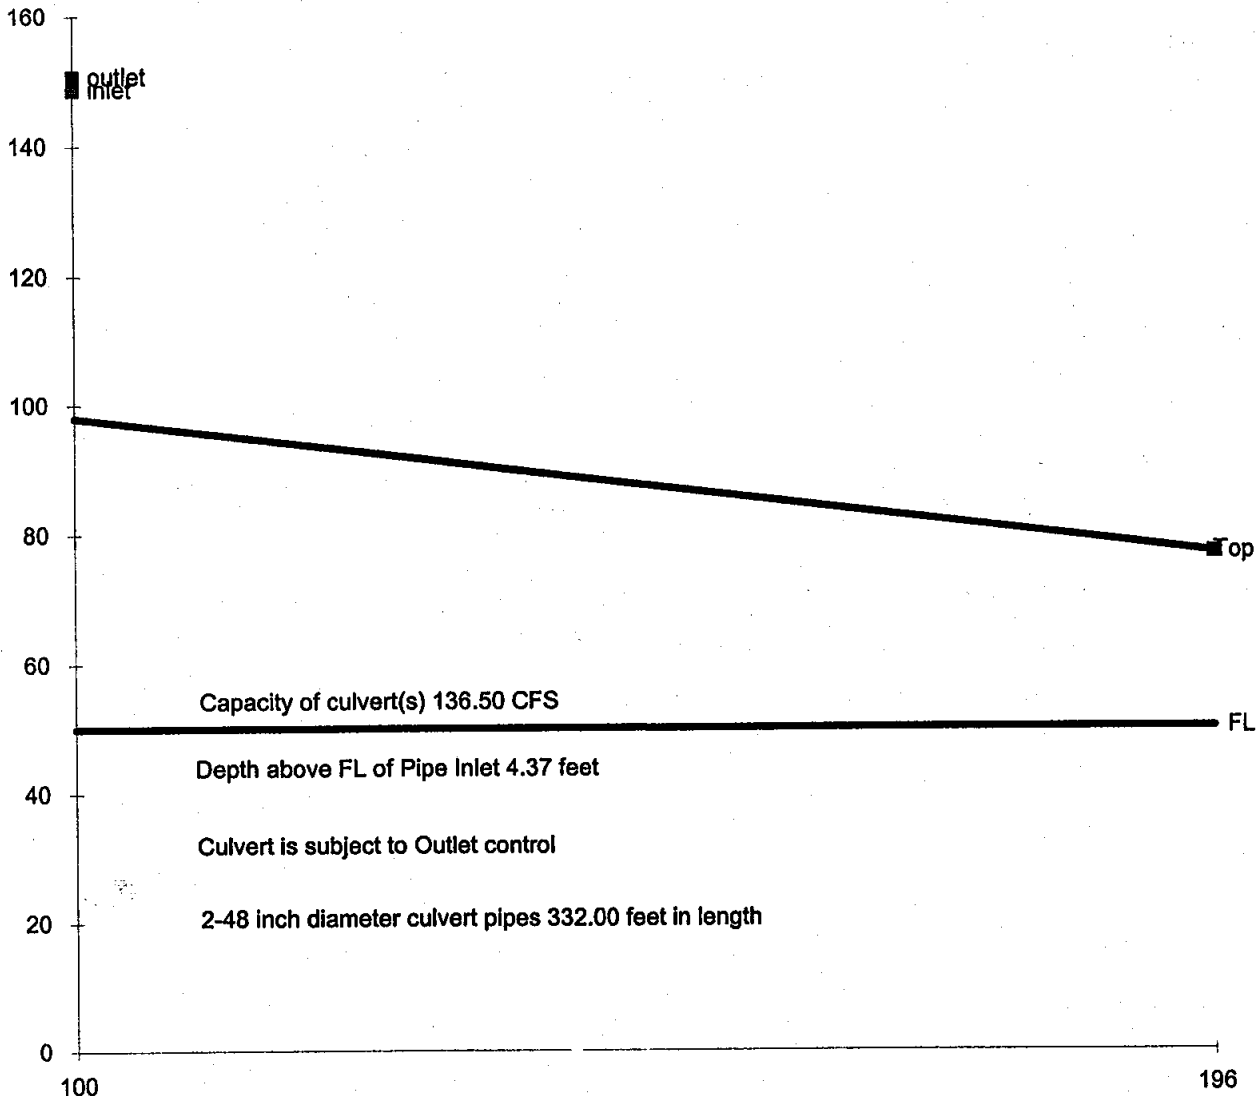 160
outlet
inlet
140
120
100
80
Top
60
Capacity of culvert(s) 136.50 CFS
FL
Depth above FL of Pipe Inlet 4.37 feet
40
Culvert is subject to Outlet control
2-48 inch diameter culvert pipes 332.00 feet in length
20
0
100
196